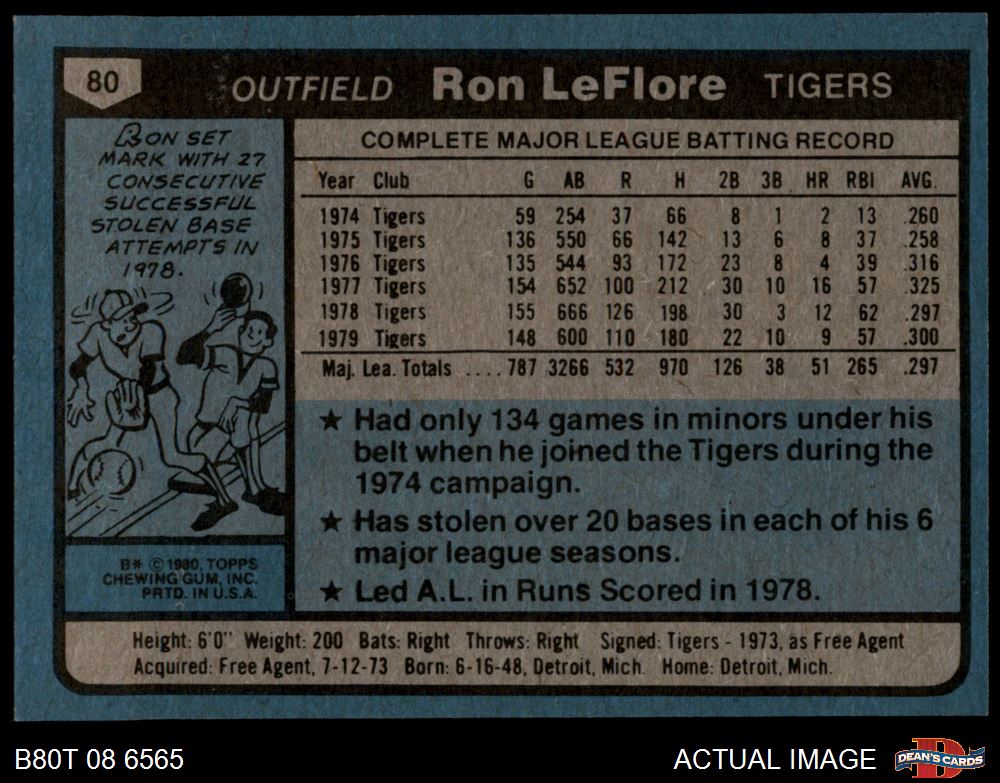 80 OUTFIELD Ron LeFlore TIGERS
RON SET
MARK WITH 27
CONSECUTIVE
SUCCESSFUL
STOLEN BASE
ATTEMPTS IN
1978.
COMPLETE MAJOR LEAGUE BATTING RECORD
Year Club G AB R H 2B 3B HR RBI AVG.
1974 Tigers 59 254 37 66 8 1 2 13 .260
1975 Tigers 136 550 66 142 13 6 8 37 .258
1976 Tigers 135 544 93 172 23 8 4 39 .316
1977 Tigers 154 652 100 212 30 10 16 57 .325
1978 Tigers 155 666 126 198 30 3 12 62 .297
1979 Tigers 148 600 110 180 22 10 9 57 .300
Maj. Lea. Totals .... 787 3266 532 970 126 38 51 265 .297
★ Had only 134 games in minors under his
belt when he joined the Tigers during the
1974 campaign.
★ Has stolen over 20 bases in each of his 6
major league seasons.
★ Led A.L. in Runs Scored in 1978.
B* © 1980, TOPPS
CHEWING GUM, INC.
PRTD. IN U.S.A.
Height: 6'0" Weight: 200 Bats: Right Throws: Right Signed: Tigers - 1973, as Free Agent
Acquired: Free Agent, 7-12-73 Born: 6-16-48, Detroit, Mich. Home: Detroit, Mich.
B80T 08 6565 ACTUAL IMAGE DEAN'S CARDS